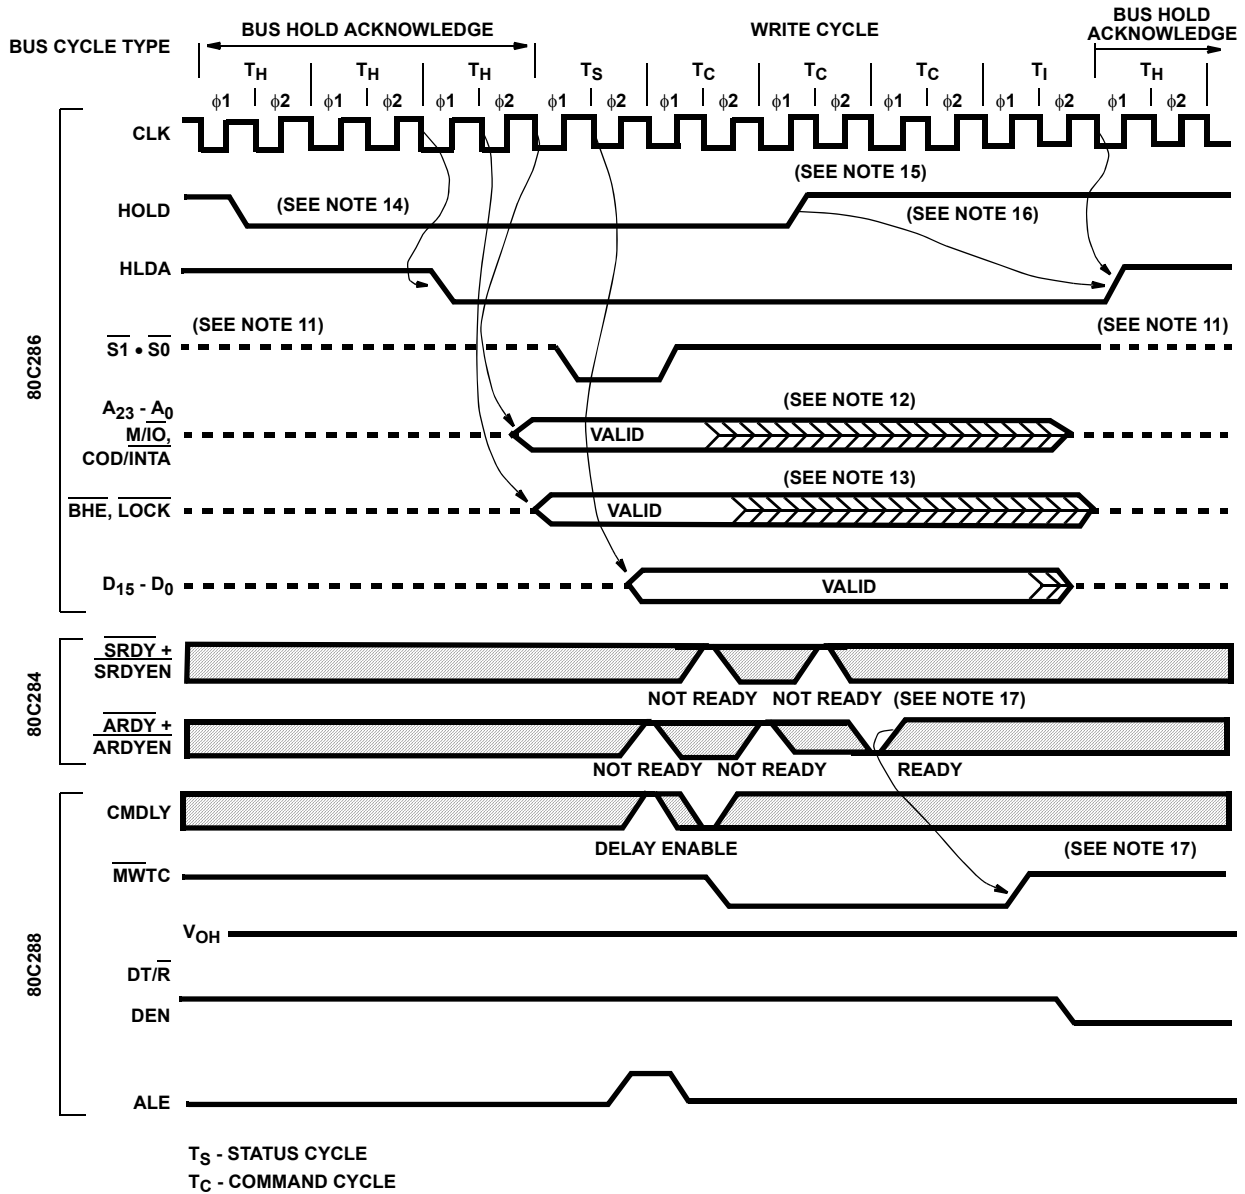 BUS CYCLE TYPE
BUS HOLD ACKNOWLEDGE
WRITE CYCLE
BUS HOLD
ACKNOWLEDGE
TH TH TH TS TC TC TC TI TH
ϕ1 ϕ2 ϕ1 ϕ2 ϕ1 ϕ2 ϕ1 ϕ2 ϕ1 ϕ2 ϕ1 ϕ2 ϕ1 ϕ2 ϕ1 ϕ2 ϕ1 ϕ2
80C286
CLK
(SEE NOTE 15)
HOLD
(SEE NOTE 14)
(SEE NOTE 16)
HLDA
(SEE NOTE 11)
(SEE NOTE 11)
S1 • S0
A23 - A0
M/IO,
COD/INTA
(SEE NOTE 12)
VALID
(SEE NOTE 13)
BHE, LOCK
VALID
D15 - D0
VALID
80C284
SRDY +
SRDYEN
NOT READY NOT READY (SEE NOTE 17)
ARDY +
ARDYEN
NOT READY NOT READY READY
80C288
CMDLY
DELAY ENABLE
(SEE NOTE 17)
MWTC
VOH
DT/R
DEN
ALE
TS - STATUS CYCLE
TC - COMMAND CYCLE